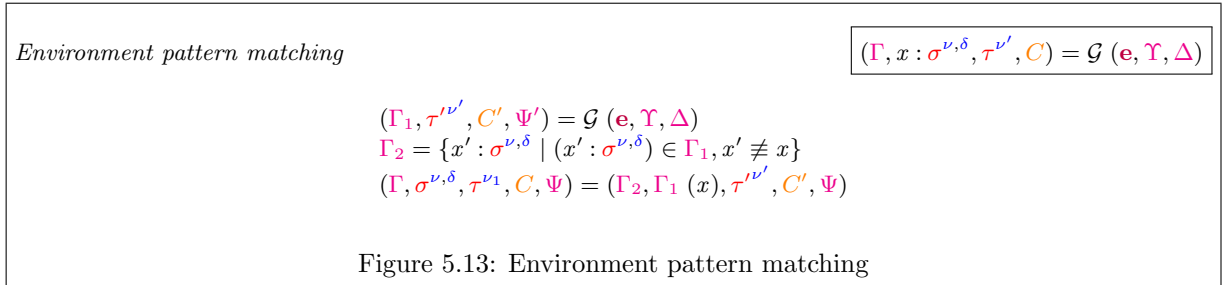 Environment pattern matching (Γ, x : σ^{ν,δ}, τ^{ν'}, C) = 𝒢 (e, Υ, Δ)
(Γ₁, τ'^{ν'}, C', Ψ') = 𝒢 (e, Υ, Δ)
Γ₂ = {x' : σ^{ν,δ} | (x' : σ^{ν,δ}) ∈ Γ₁, x' ≢ x}
(Γ, σ^{ν,δ}, τ^{ν₁}, C, Ψ) = (Γ₂, Γ₁ (x), τ'^{ν'}, C', Ψ)
Figure 5.13: Environment pattern matching